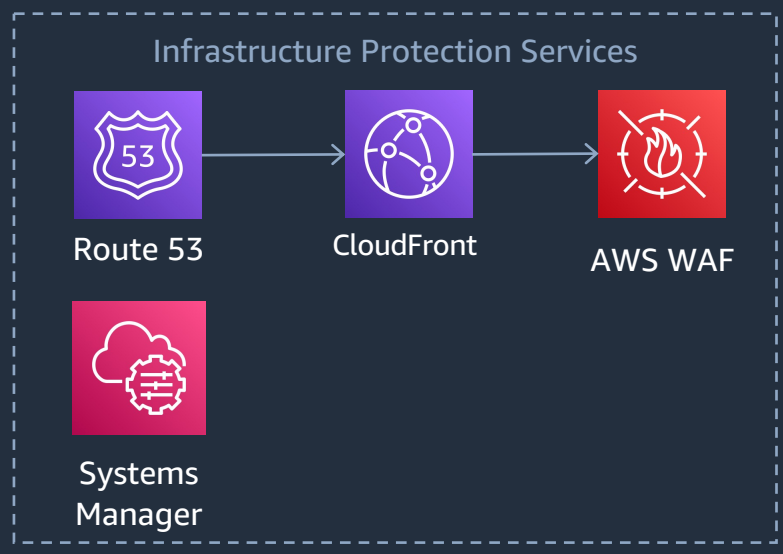 Infrastructure Protection Services
53
Route 53
CloudFront
AWS WAF
Systems
Manager